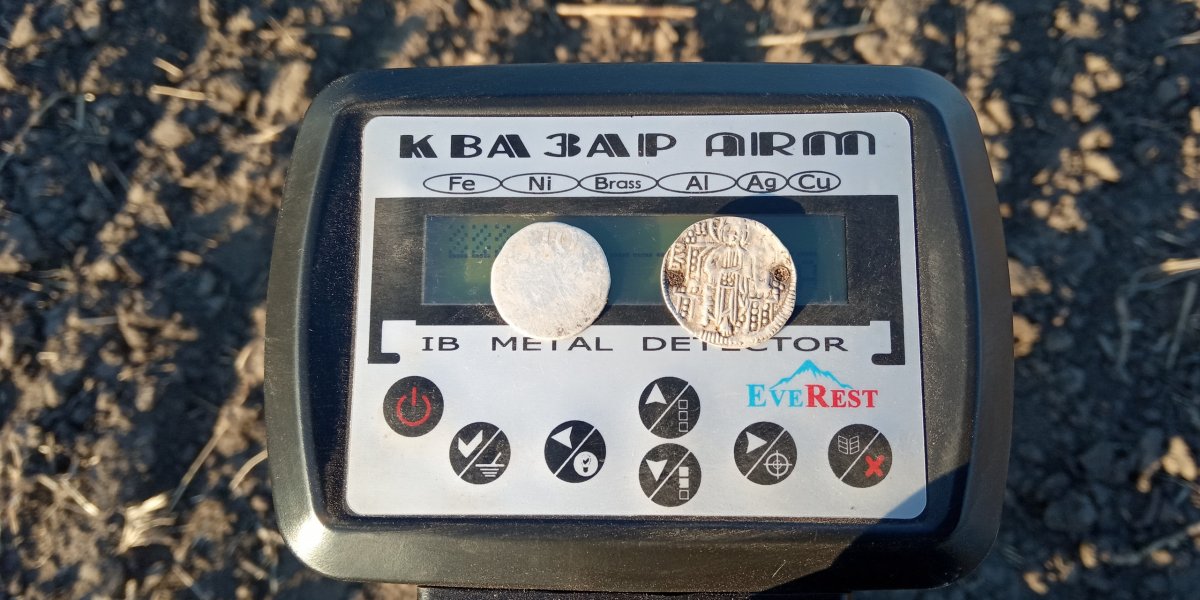 КВАЗАР ARM
Fe Ni Brass Al Ag Cu
IB METAL DETECTOR
EVEREST